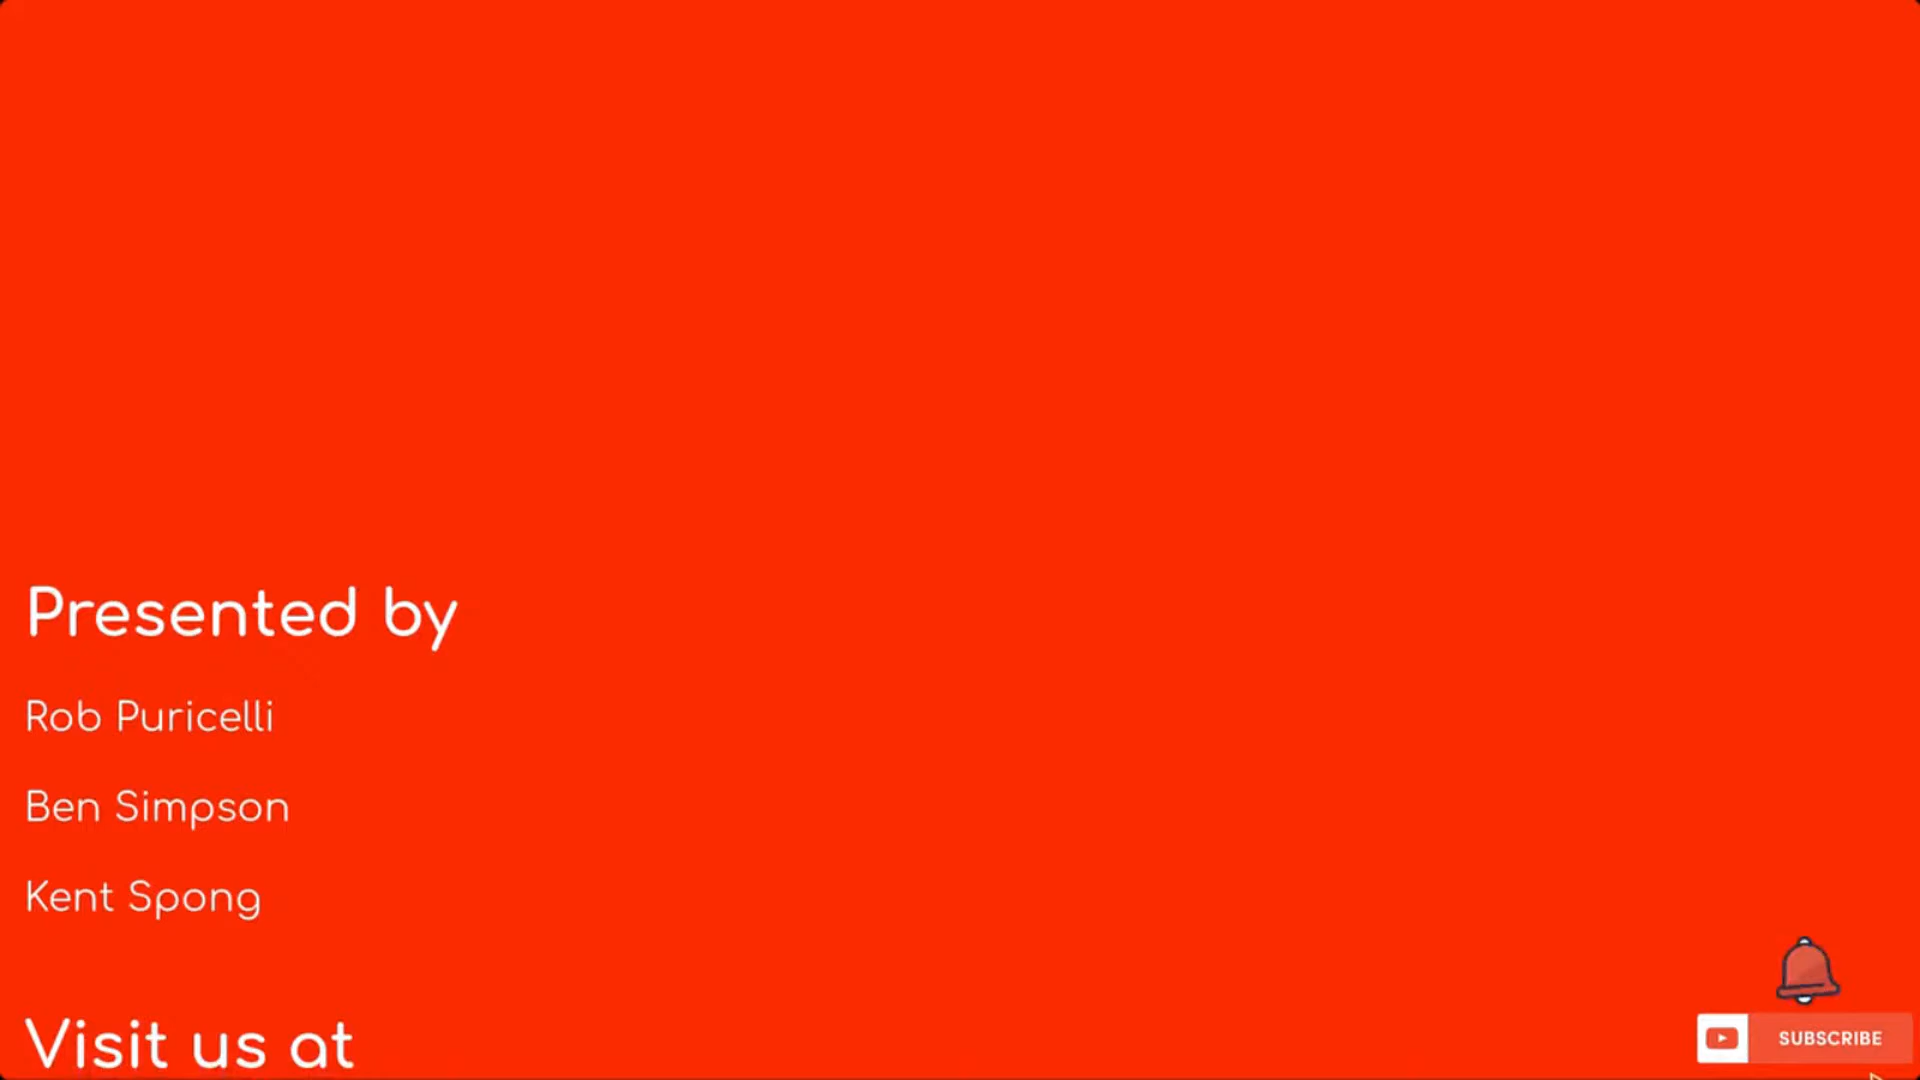 Presented by
Rob Puricelli
Ben Simpson
Kent Spong
Visit us at
SUBSCRIBE